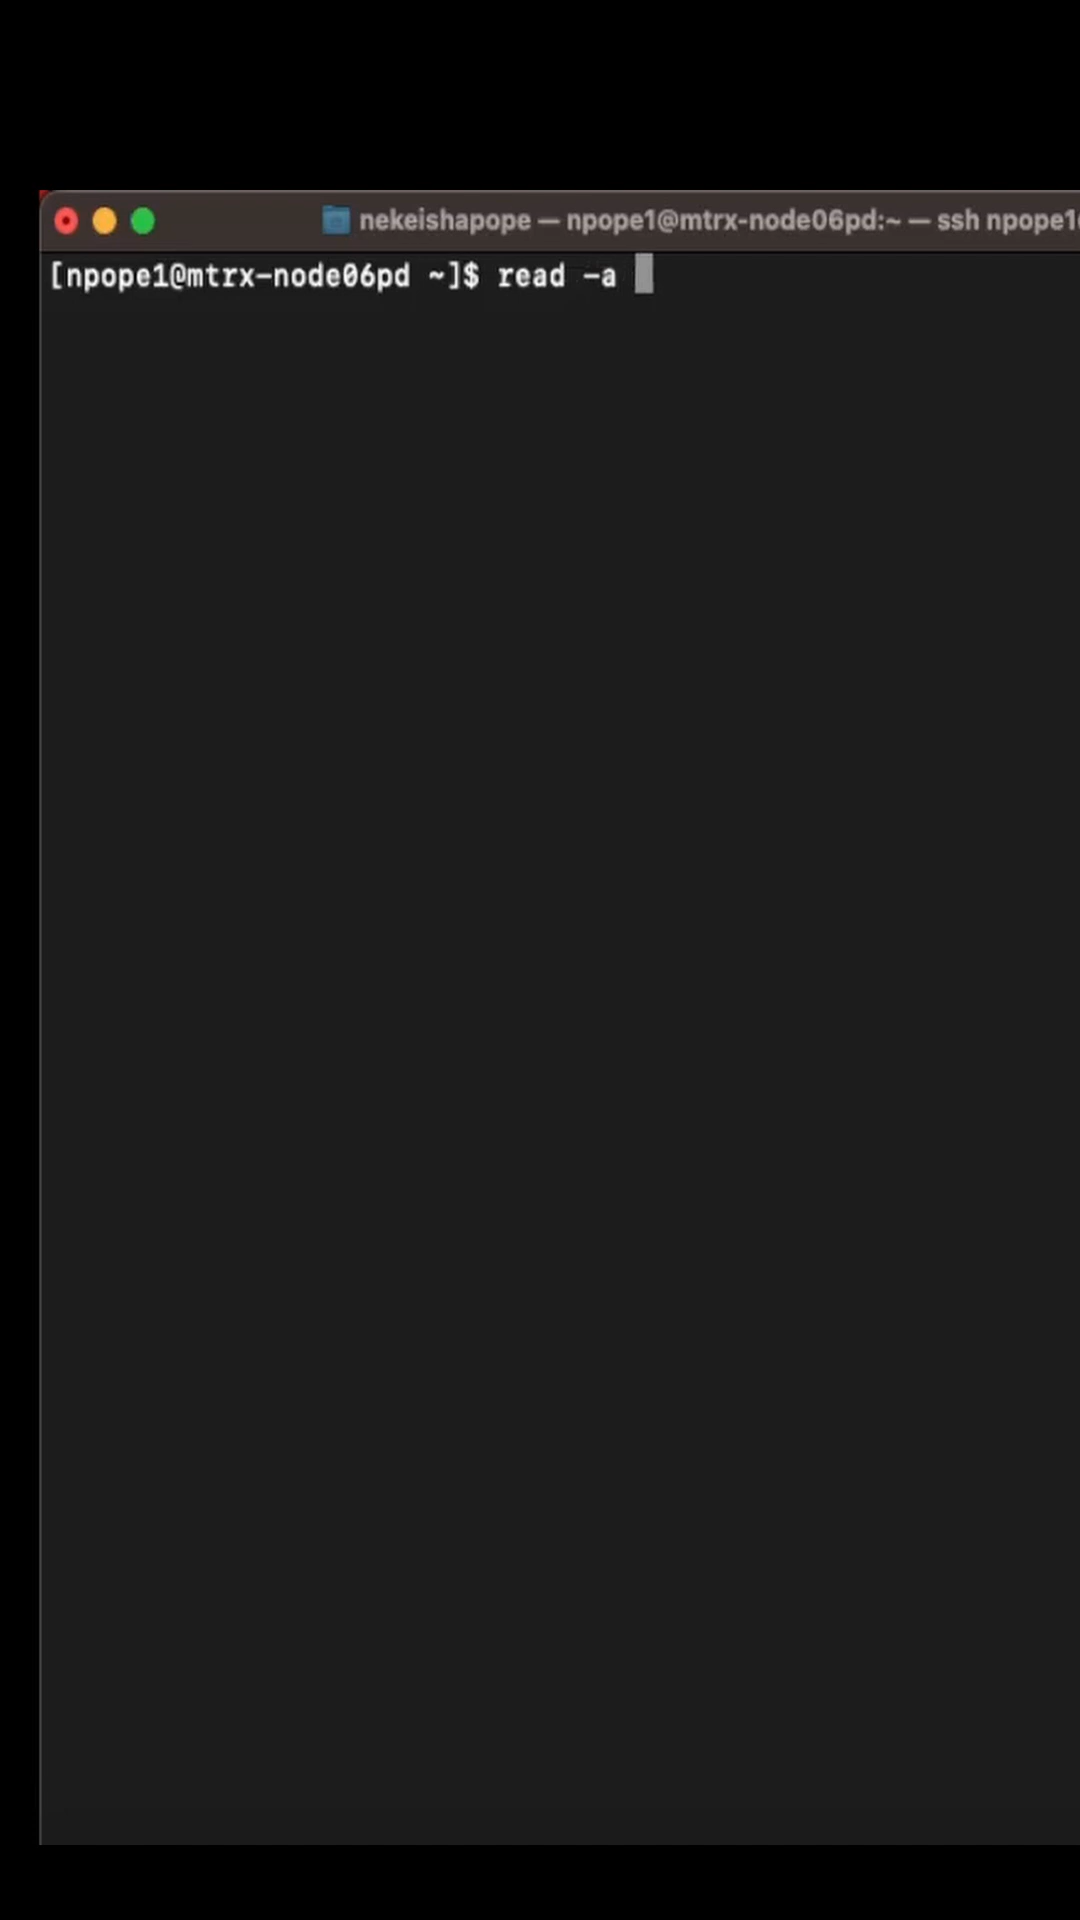 nekeishapope — npope1@mtrx-node06pd:~ — ssh npope1
[npope1@mtrx-node06pd ~]$ read -a